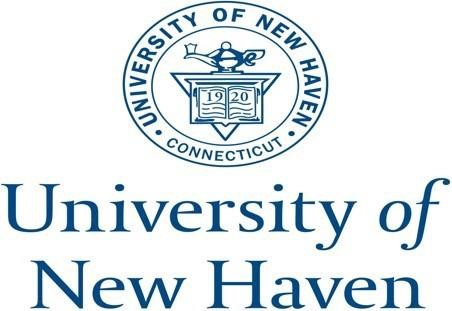 • UNIVERSITY OF NEW HAVEN •
1920
CONNECTICUT
University of
New Haven